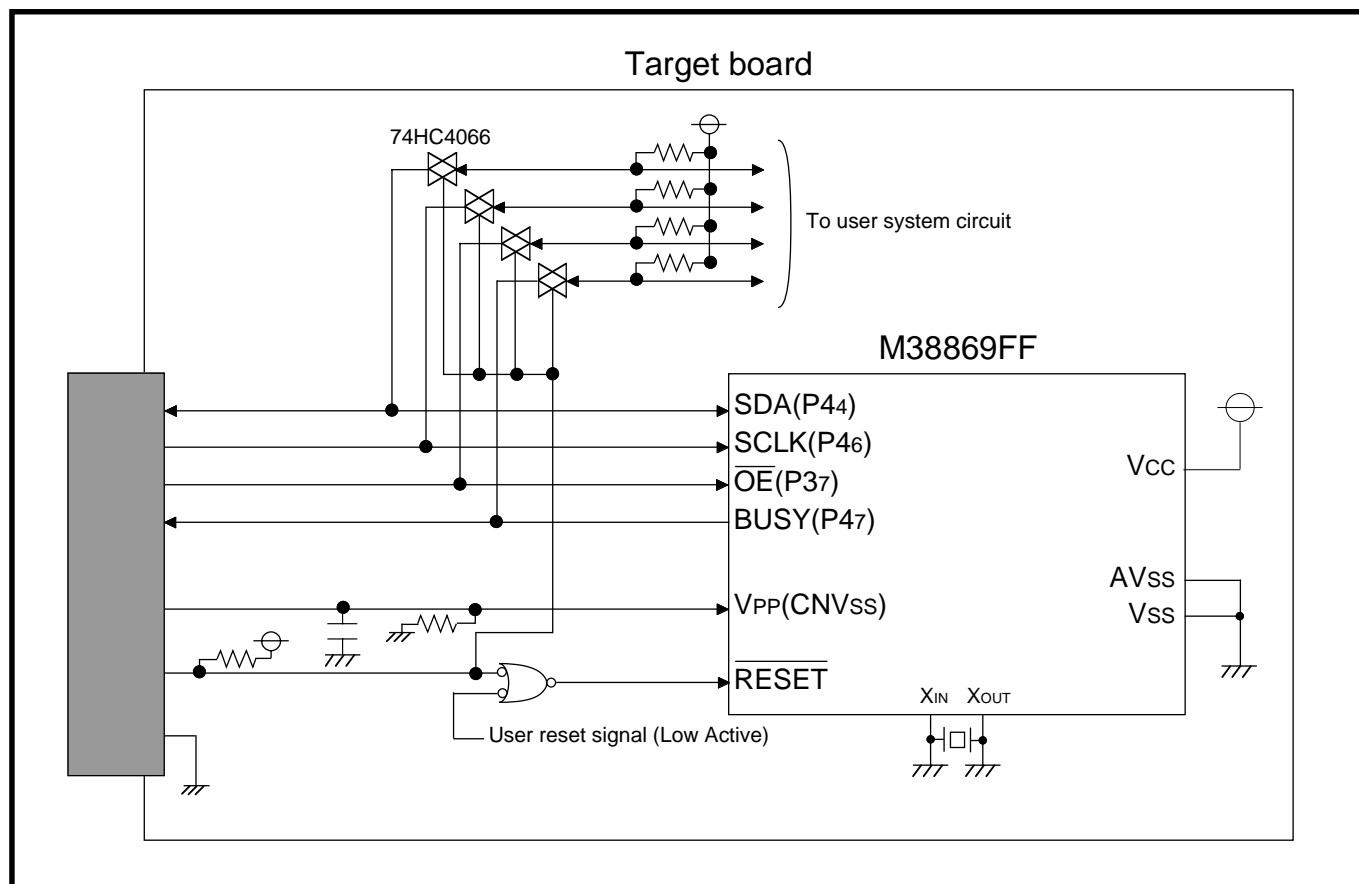 Target board
74HC4066
To user system circuit
M38869FF
SDA(P44)
SCLK(P46)
OE(P37)
BUSY(P47)
VPP(CNVSS)
RESET
VCC
AVSS
VSS
XIN XOUT
User reset signal (Low Active)